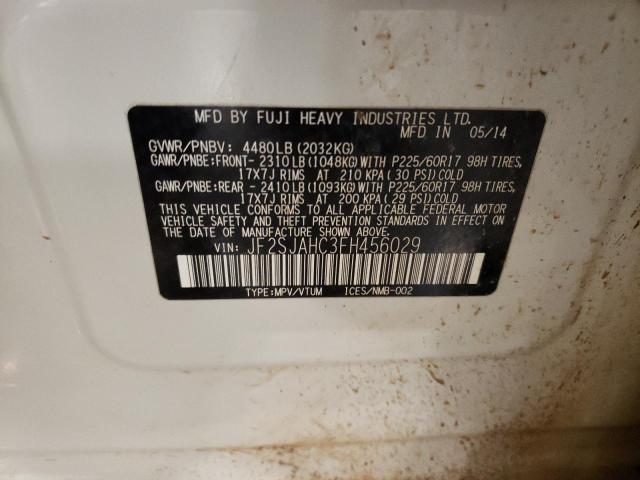 MFD BY FUJI HEAVY INDUSTRIES LTD.
MFD IN 05/14
GVWR/PNBV: 4480LB (2032KG)
GAWR/PNBE:FRONT- 2310LB (1048KG) WITH P225/60R17 98H TIRES,
17X7J RIMS AT 210 KPA (30 PSI) COLD
GAWR/PNBE:REAR - 2410LB (1093KG) WITH P225/60R17 98H TIRES,
17X7J RIMS AT 200 KPA (29 PSI) COLD
THIS VEHICLE CONFORMS TO ALL APPLICABLE FEDERAL MOTOR
VEHICLE SAFETY AND THEFT PREVENTION STANDARDS IN EFFECT ON
THE DATE OF MANUFACTURE SHOWN ABOVE.
VIN: JF2SJAHC3FH456029
TYPE:MPV/VTUM ICES/NMB-002